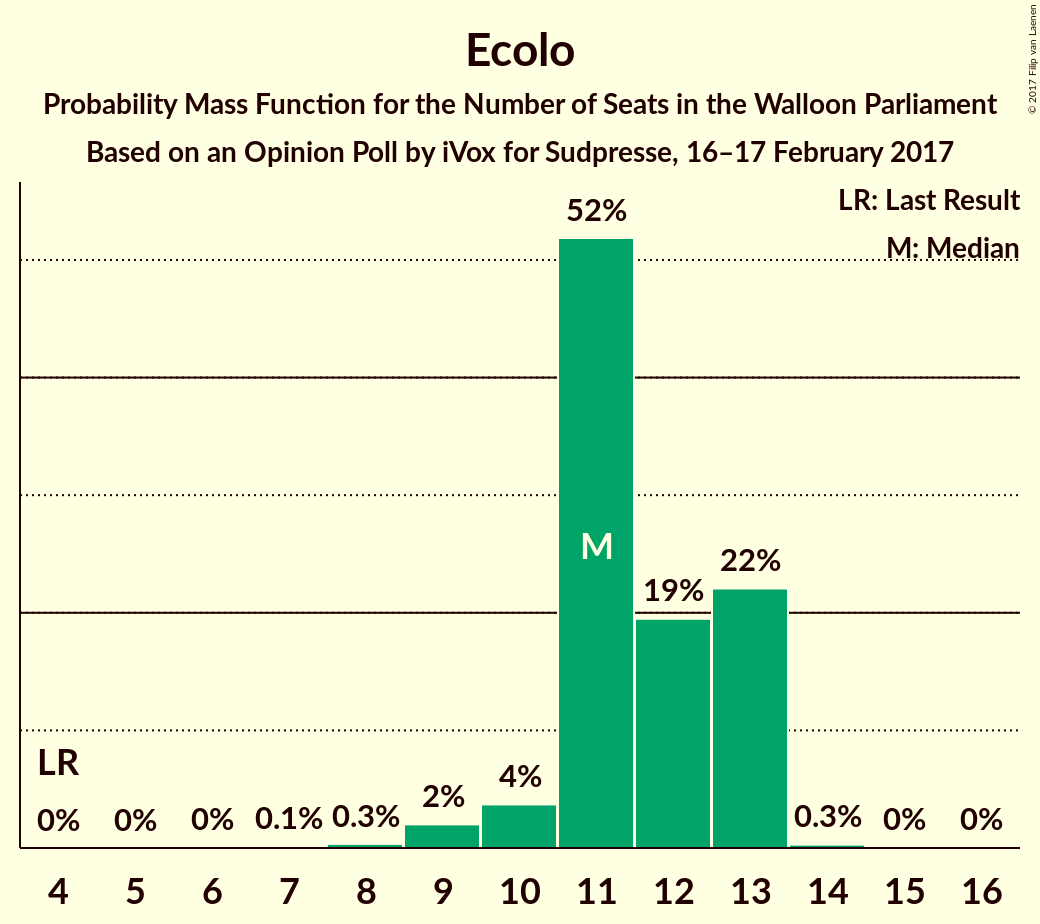 Ecolo
Probability Mass Function for the Number of Seats in the Walloon Parliament
Based on an Opinion Poll by iVox for Sudpresse, 16–17 February 2017
© 2017 Filip van Laenen
LR: Last Result
M: Median
52%
M
22%
19%
LR
4%
2%
0% 0% 0% 0.1% 0.3% 0.3% 0% 0%
4 5 6 7 8 9 10 11 12 13 14 15 16